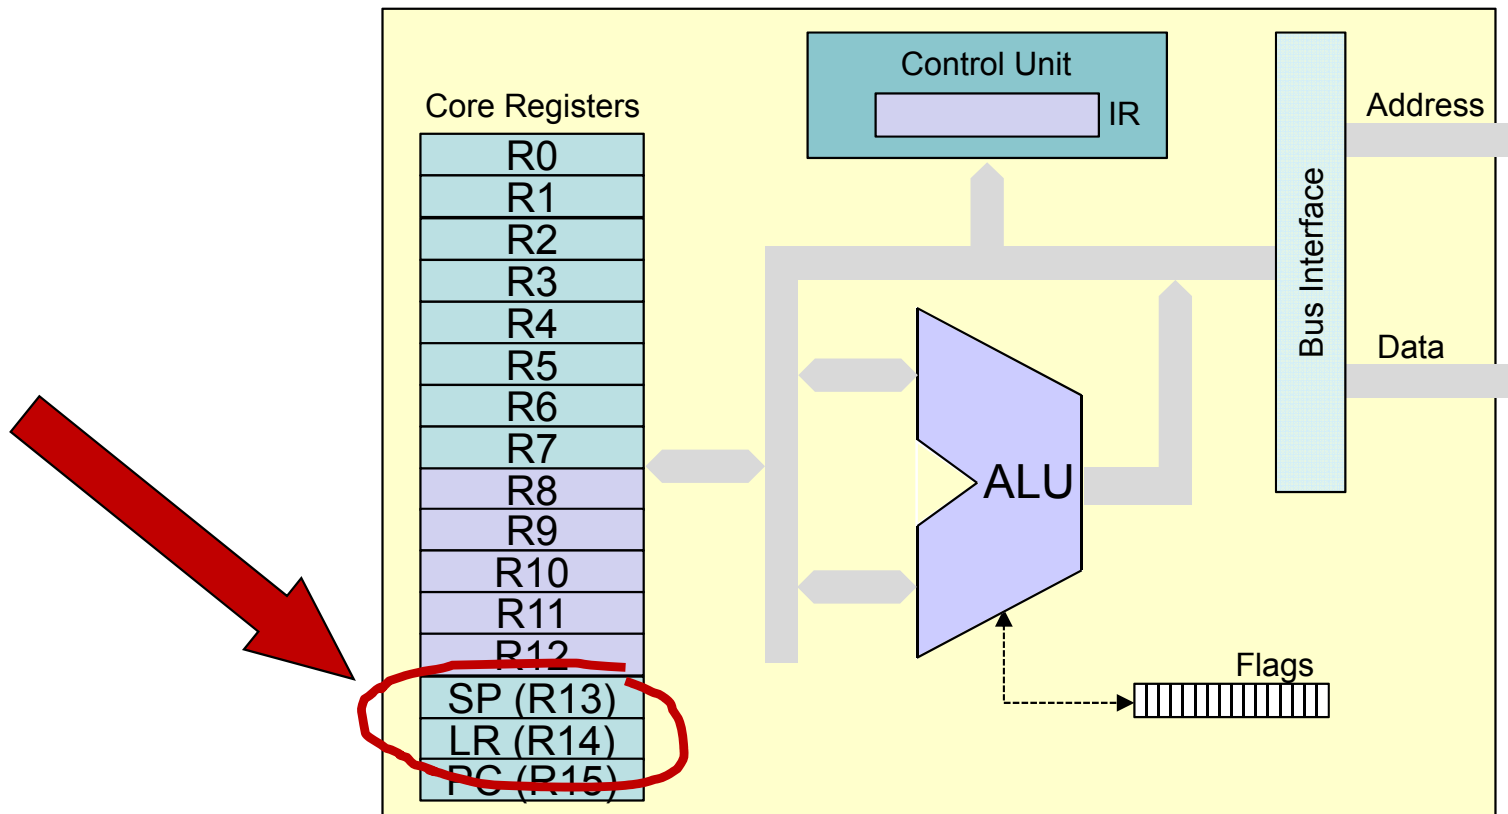 Control Unit
IR
Core Registers
R0
R1
R2
R3
R4
R5
R6
R7
R8
R9
R10
R11
R12
SP (R13)
LR (R14)
PC (R15)
ALU
Flags
Bus Interface
Address
Data